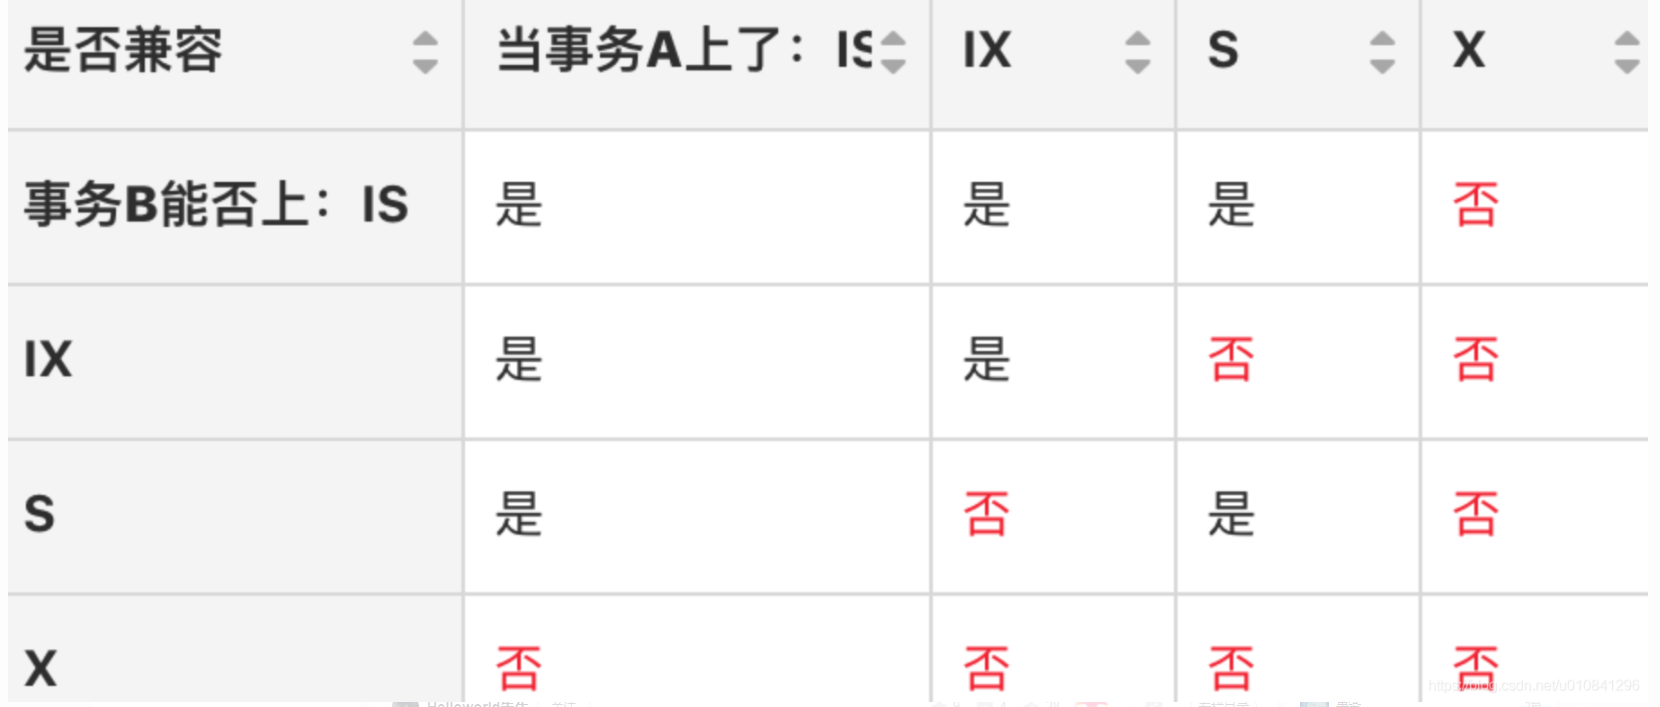 是否兼容 当事务A上了：IS IX S X
事务B能否上：IS 是 是 是 否
IX 是 是 否 否
S 是 否 是 否
X 否 否 否 否
https://blog.csdn.net/u010841296